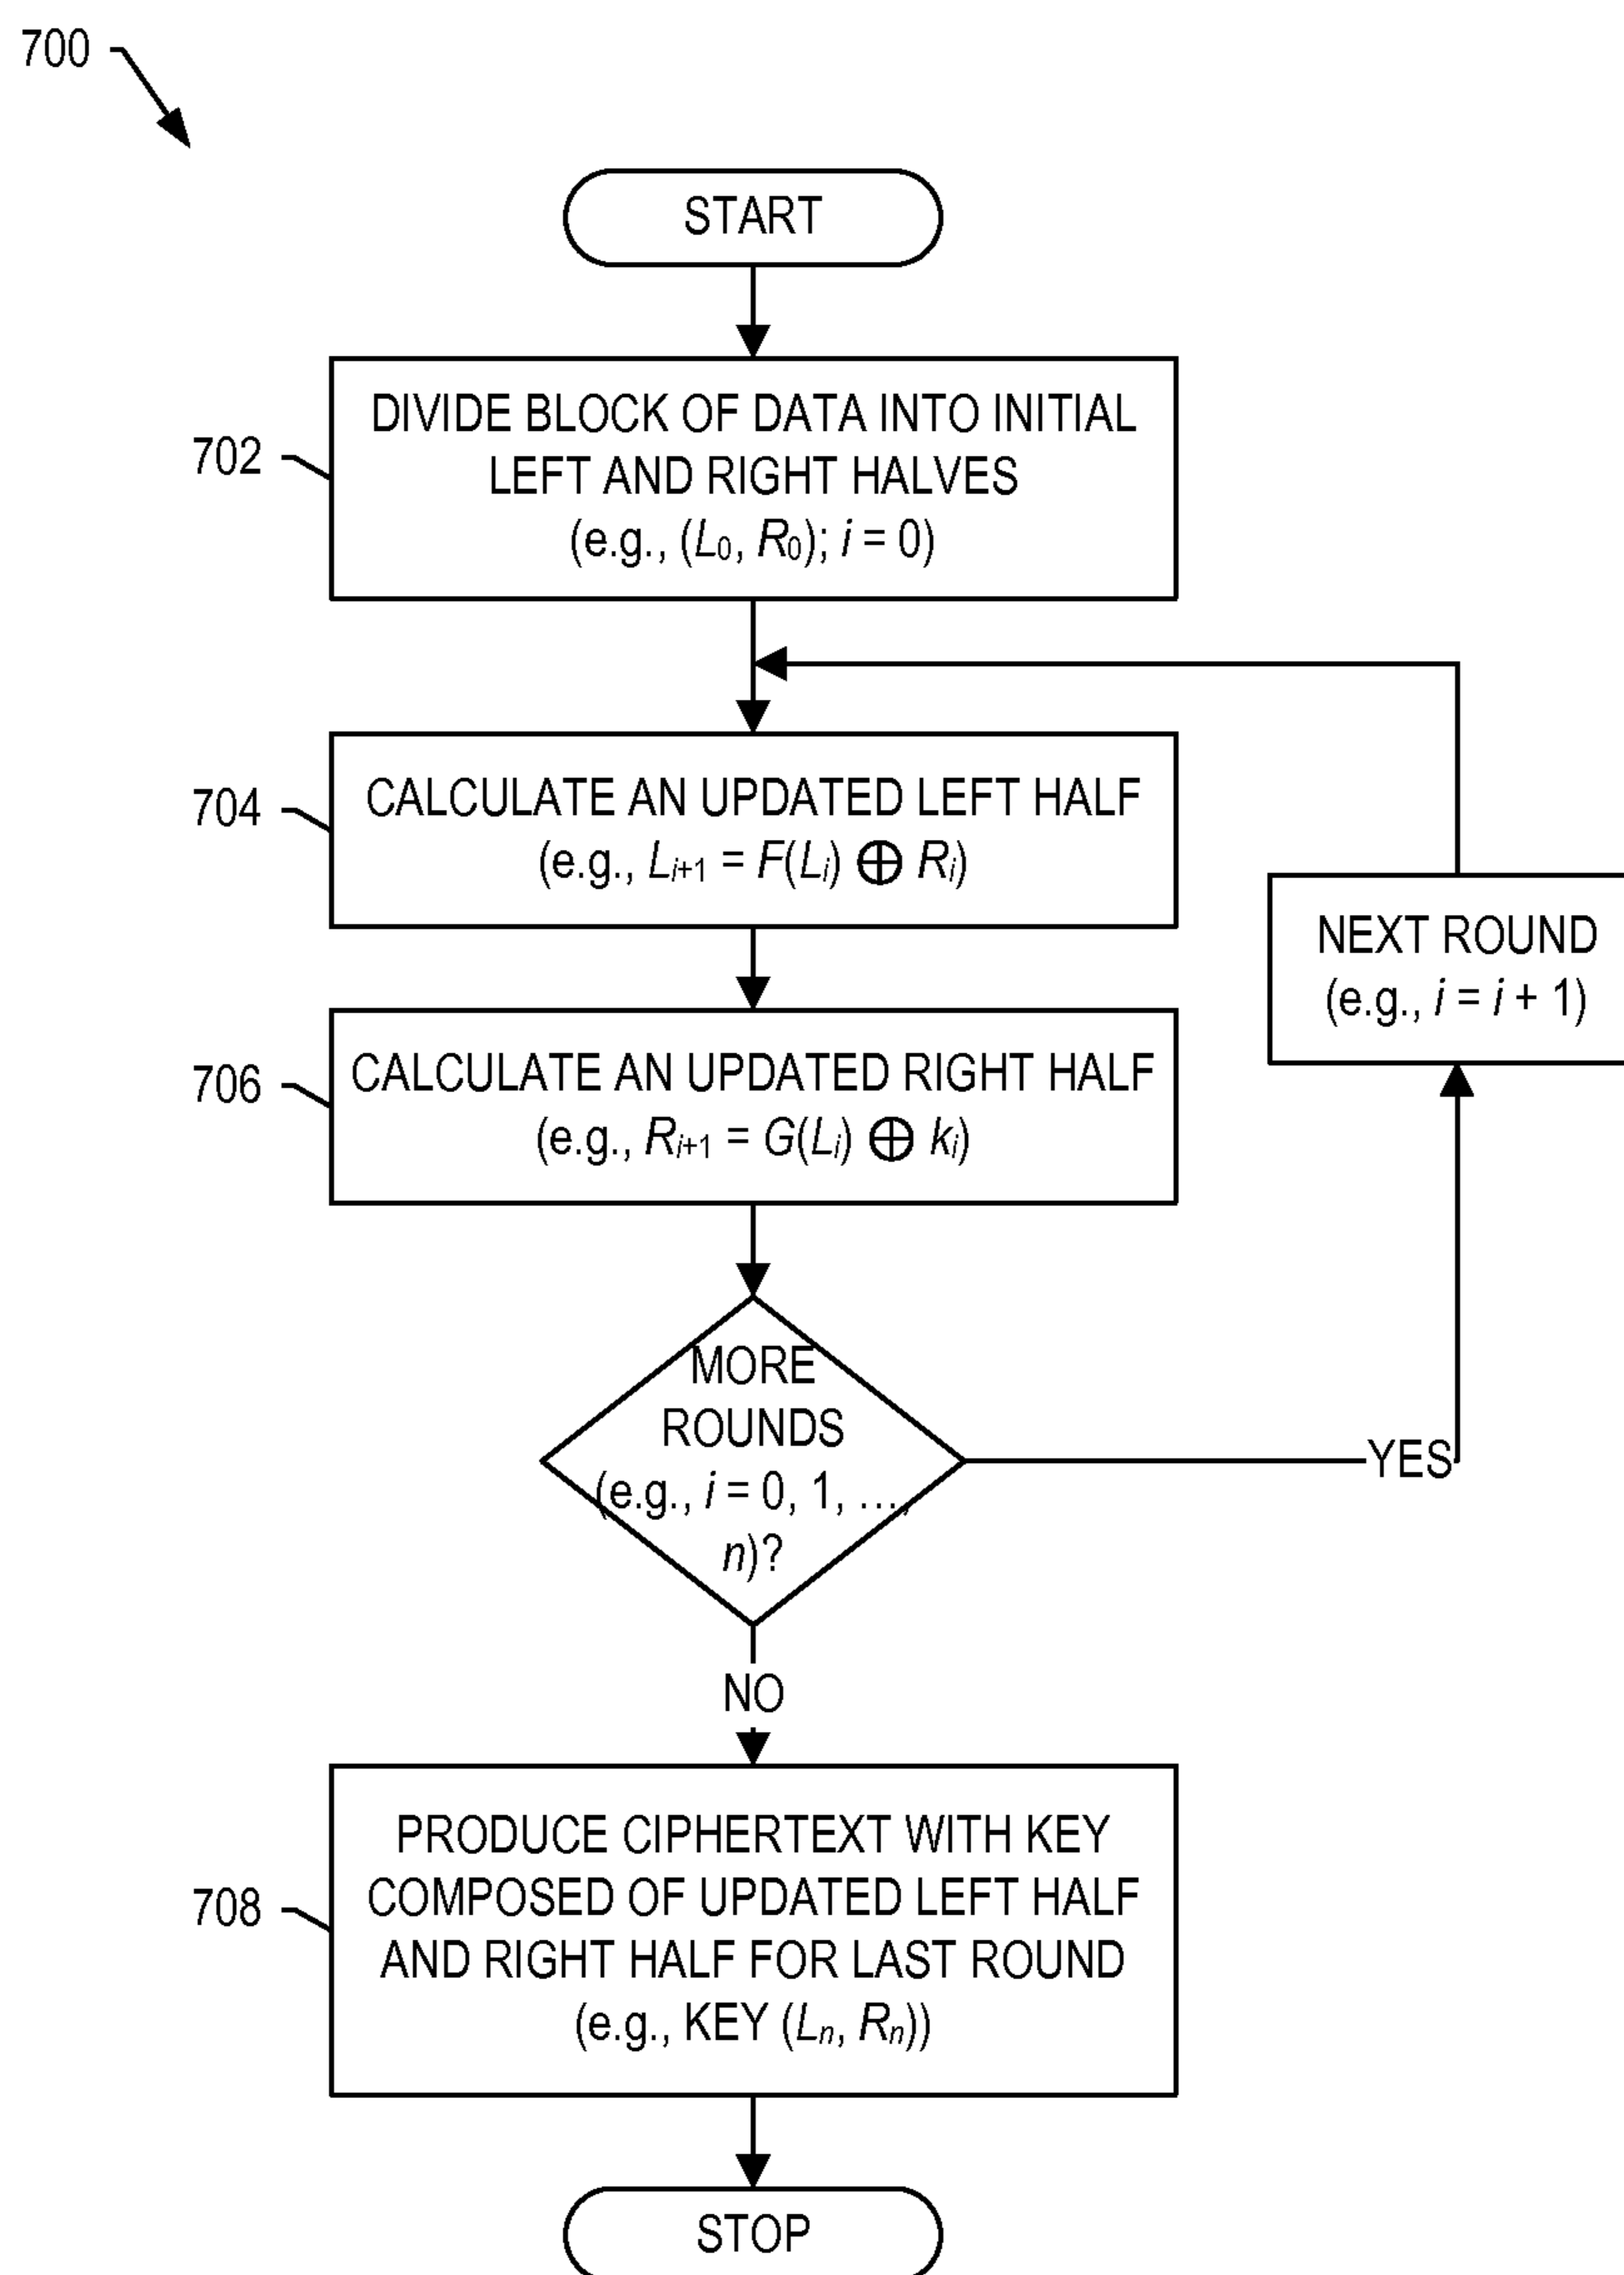 700
START
702
DIVIDE BLOCK OF DATA INTO INITIAL
LEFT AND RIGHT HALVES
(e.g., (L₀, R₀); i = 0)
704
CALCULATE AN UPDATED LEFT HALF
(e.g., Lᵢ₊₁ = F(Lᵢ) ⊕ Rᵢ)
NEXT ROUND
(e.g., i = i + 1)
706
CALCULATE AN UPDATED RIGHT HALF
(e.g., Rᵢ₊₁ = G(Lᵢ) ⊕ kᵢ)
MORE
ROUNDS
(e.g., i = 0, 1, …,
n)?
YES
NO
708
PRODUCE CIPHERTEXT WITH KEY
COMPOSED OF UPDATED LEFT HALF
AND RIGHT HALF FOR LAST ROUND
(e.g., KEY (Lₙ, Rₙ))
STOP